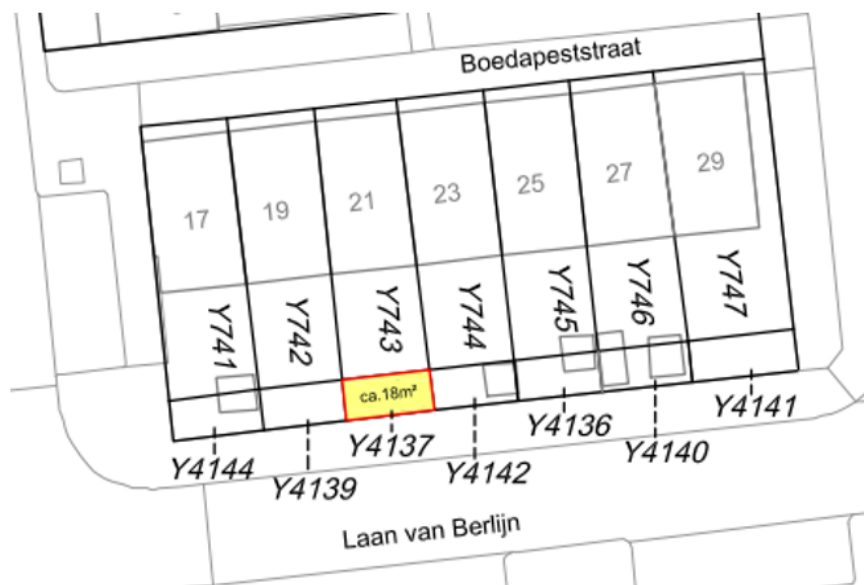 Boedapeststraat
17
19
21
23
25
27
29
Y741
Y742
Y743
Y744
Y745
Y746
Y747
ca.18m²
Y4144
Y4139
Y4137
Y4142
Y4136
Y4140
Y4141
Laan van Berlijn